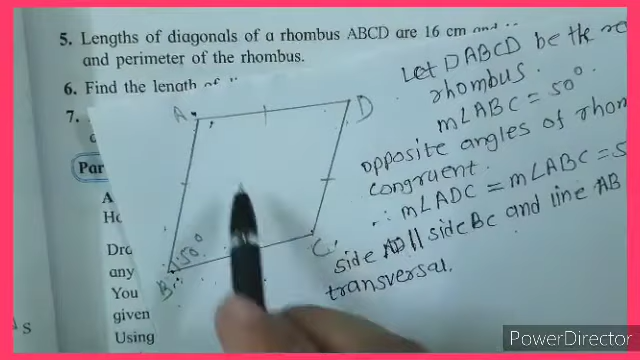 5. Lengths of diagonals of a rhombus ABCD are 16 cm and
and perimeter of the rhombus.
6. Find the length of
7.
Par
A
Ho
Dro
any
You
given
Using
s
A
D
B
C
50°
Let □ABCD be the
rhombus.
m∠ABC = 50°.
opposite angles of rhom
congruent.
∴ m∠ADC = m∠ABC = 5
side AD || side BC and line AB
transversal.
PowerDirector